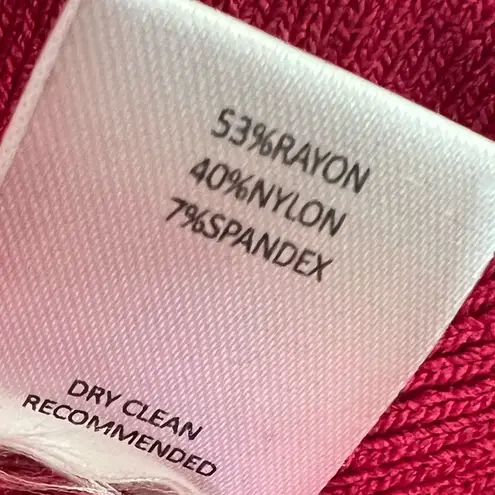 53%RAYON
40%NYLON
7%SPANDEX
DRY CLEAN
RECOMMENDED